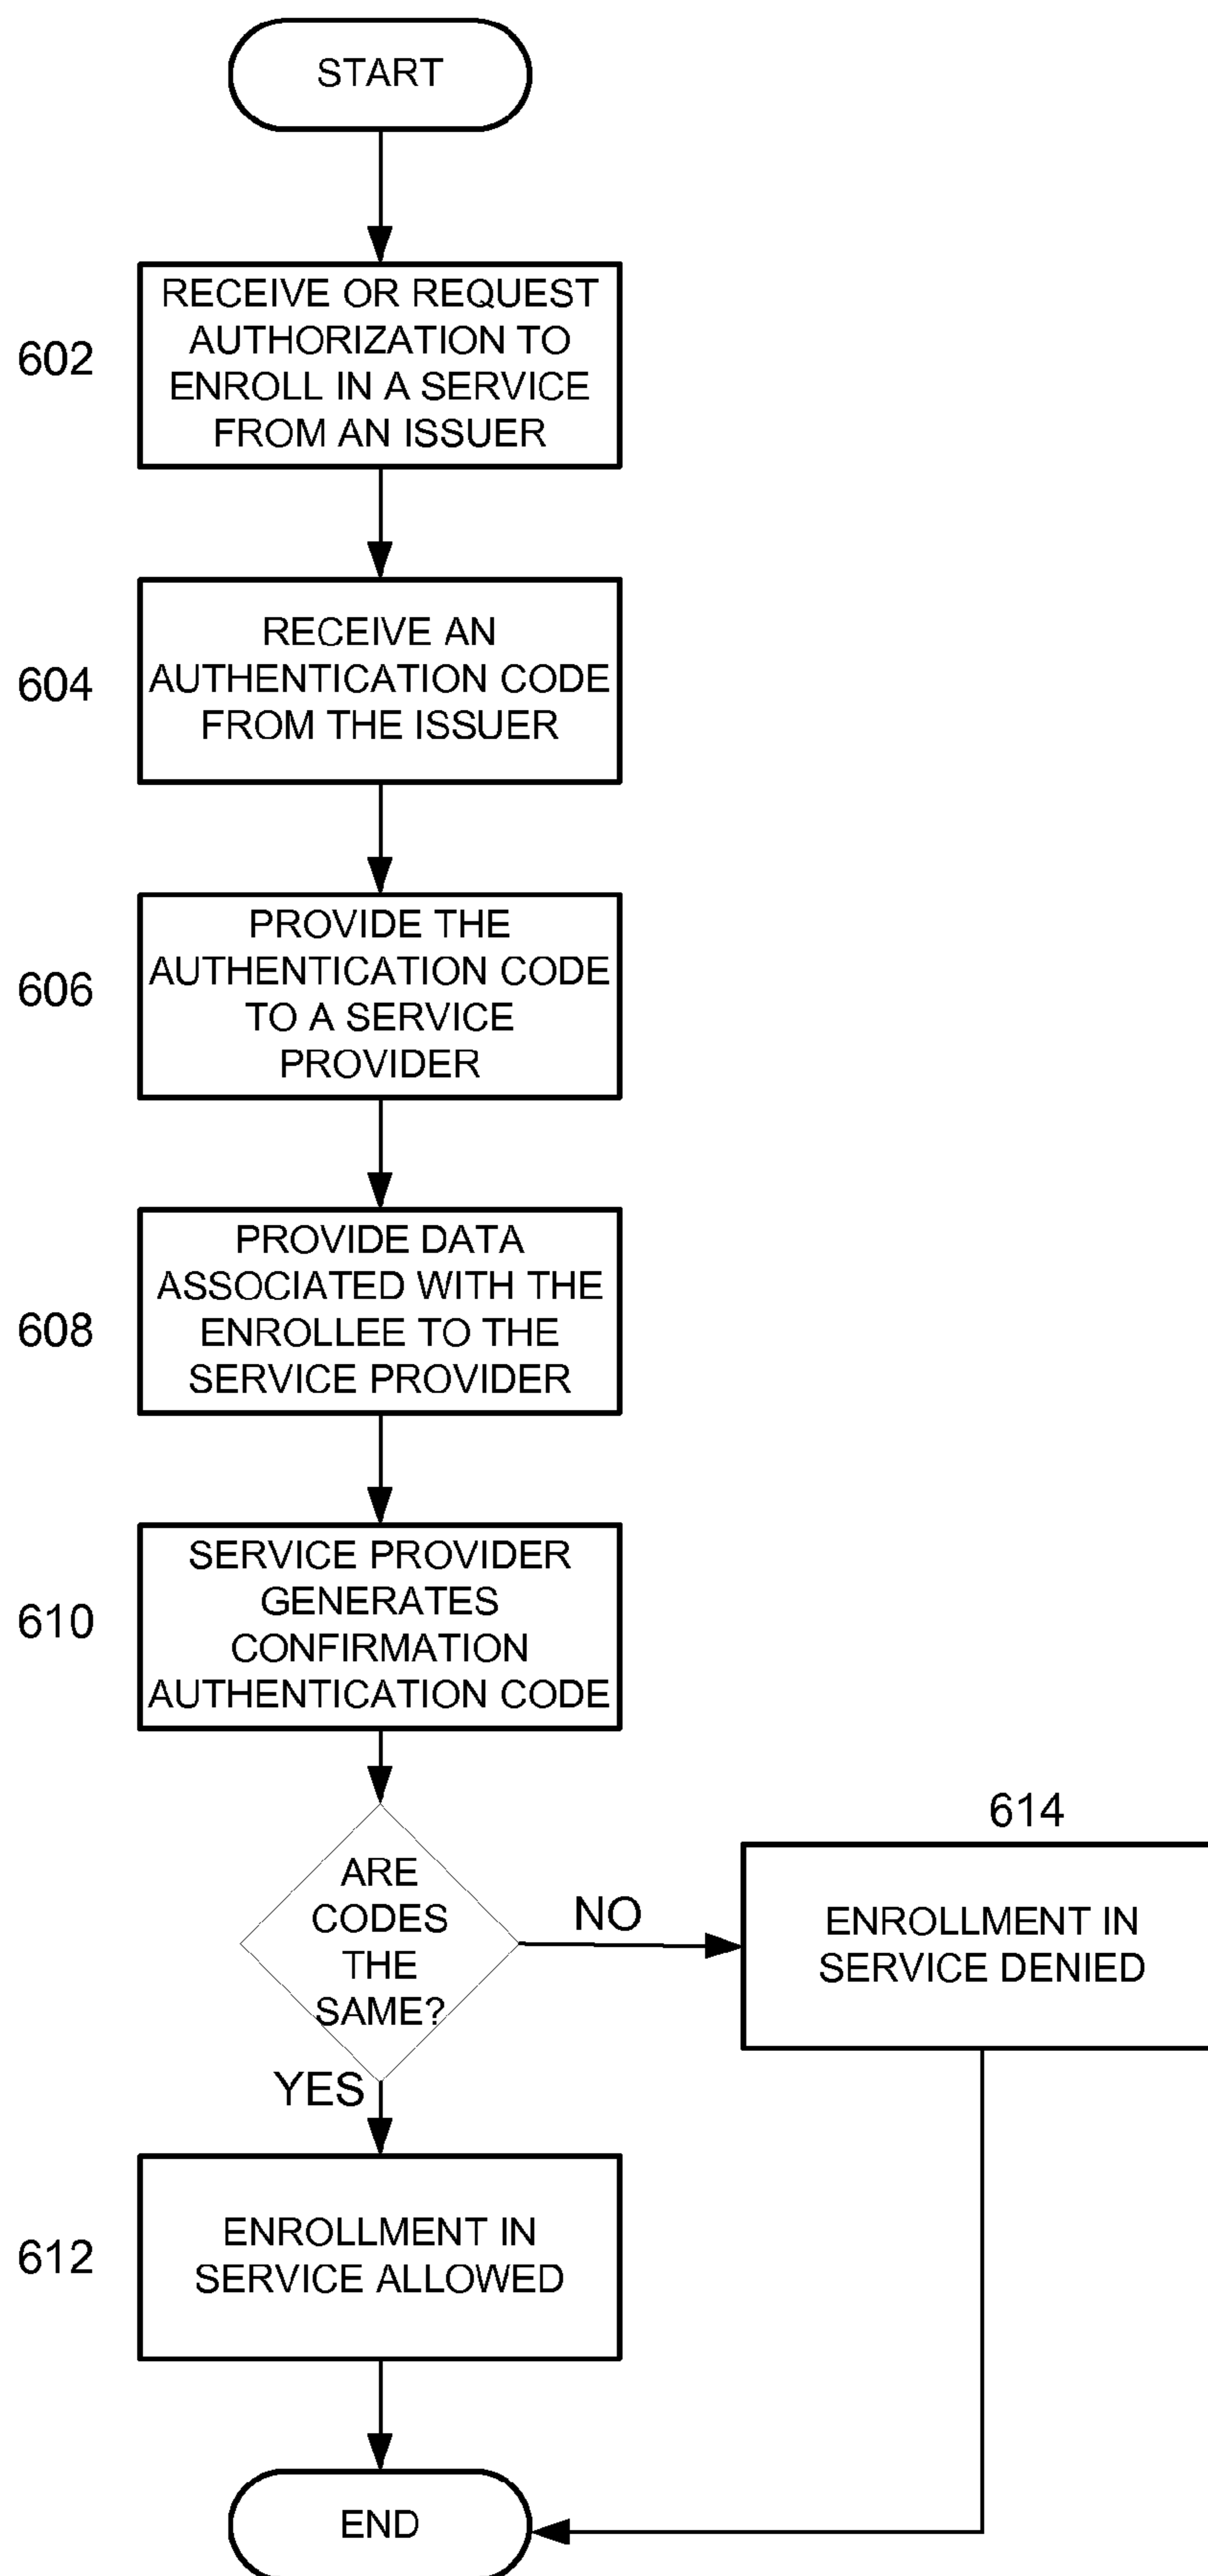 START
602
RECEIVE OR REQUEST
AUTHORIZATION TO
ENROLL IN A SERVICE
FROM AN ISSUER
604
RECEIVE AN
AUTHENTICATION CODE
FROM THE ISSUER
606
PROVIDE THE
AUTHENTICATION CODE
TO A SERVICE
PROVIDER
608
PROVIDE DATA
ASSOCIATED WITH THE
ENROLLEE TO THE
SERVICE PROVIDER
610
SERVICE PROVIDER
GENERATES
CONFIRMATION
AUTHENTICATION CODE
ARE
CODES
THE
SAME?
NO
614
ENROLLMENT IN
SERVICE DENIED
YES
612
ENROLLMENT IN
SERVICE ALLOWED
END